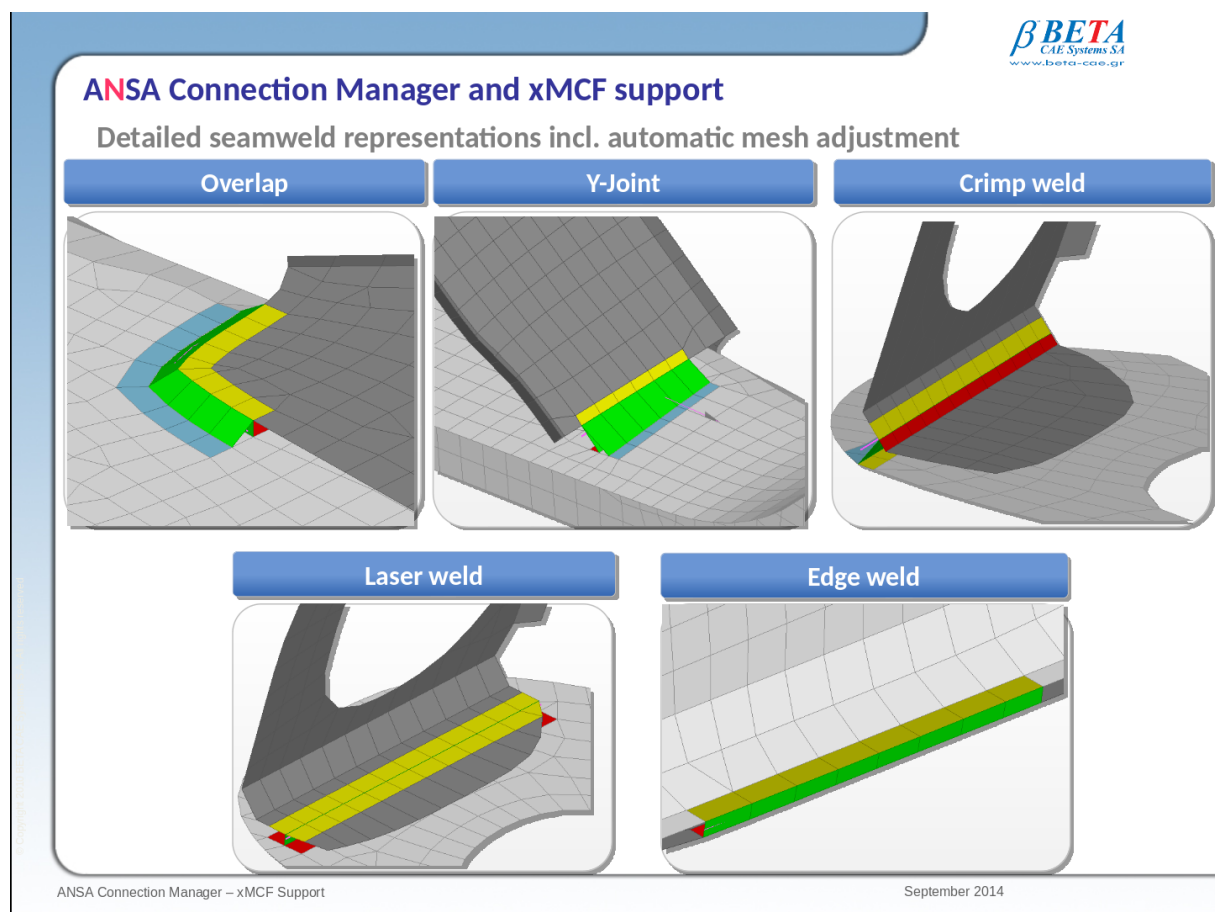 β BETA
CAE Systems SA
www.beta-cae.gr
ANSA Connection Manager and xMCF support
Detailed seamweld representations incl. automatic mesh adjustment
Overlap
Y-Joint
Crimp weld
Laser weld
Edge weld
ANSA Connection Manager – xMCF Support
September 2014